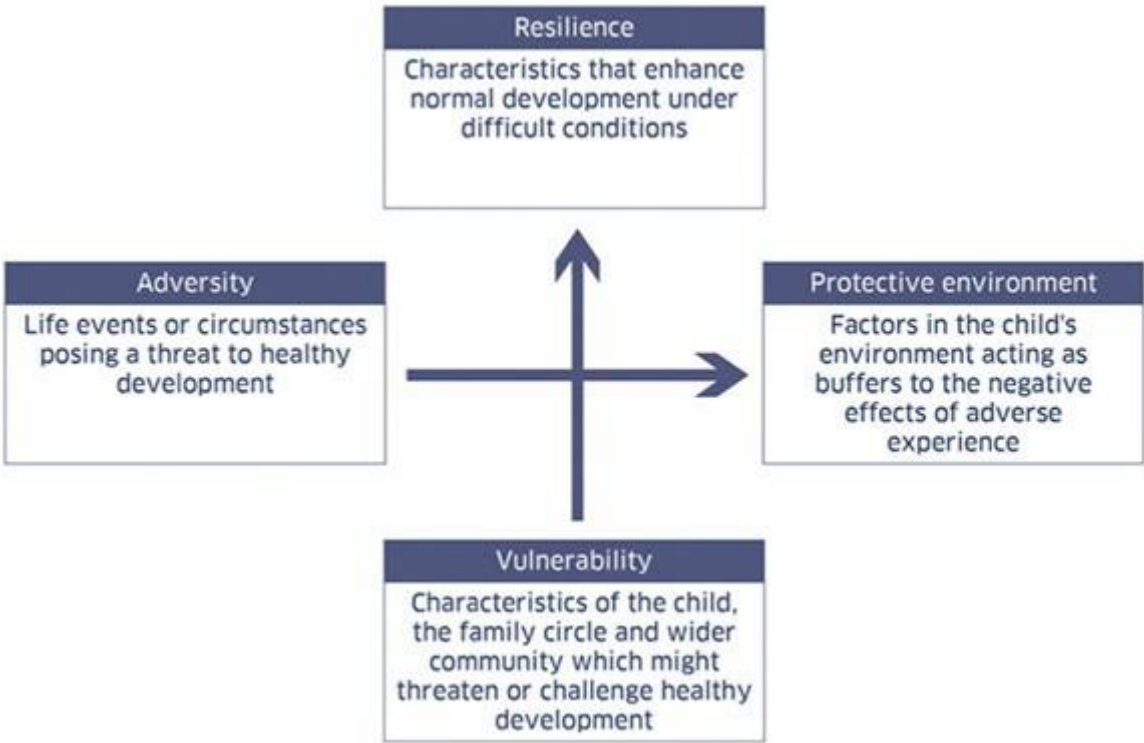 Resilience
Characteristics that enhance
normal development under
difficult conditions
Adversity
Life events or circumstances
posing a threat to healthy
development
Protective environment
Factors in the child's
environment acting as
buffers to the negative
effects of adverse
experience
Vulnerability
Characteristics of the child,
the family circle and wider
community which might
threaten or challenge healthy
development